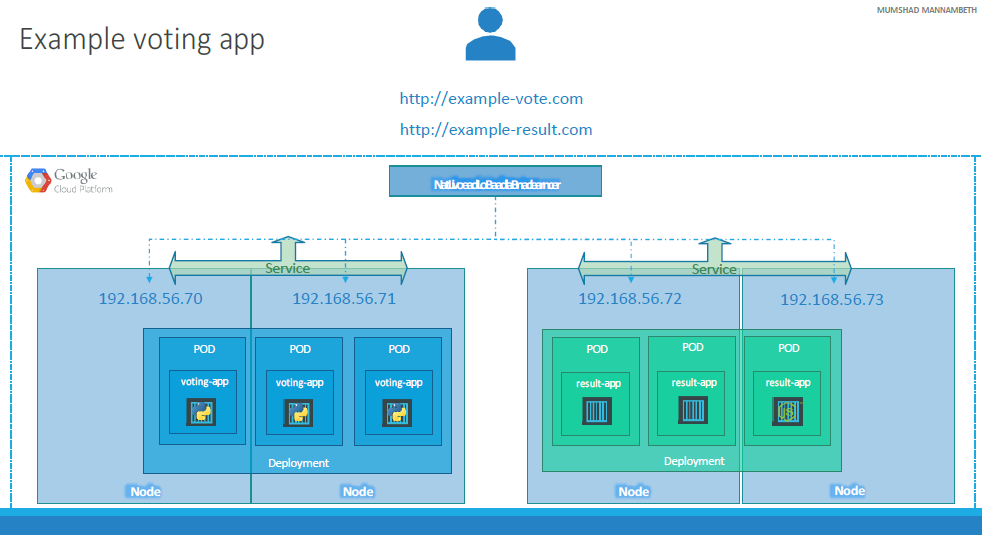 MUMSHAD MANNAMBETH
Example voting app
http://example-vote.com
http://example-result.com
Google
Cloud Platform
Service
Service
192.168.56.70
192.168.56.71
192.168.56.72
192.168.56.73
POD
POD
POD
voting-app
voting-app
voting-app
Deployment
POD
POD
POD
result-app
result-app
result-app
JS
Deployment
Node
Node
Node
Node